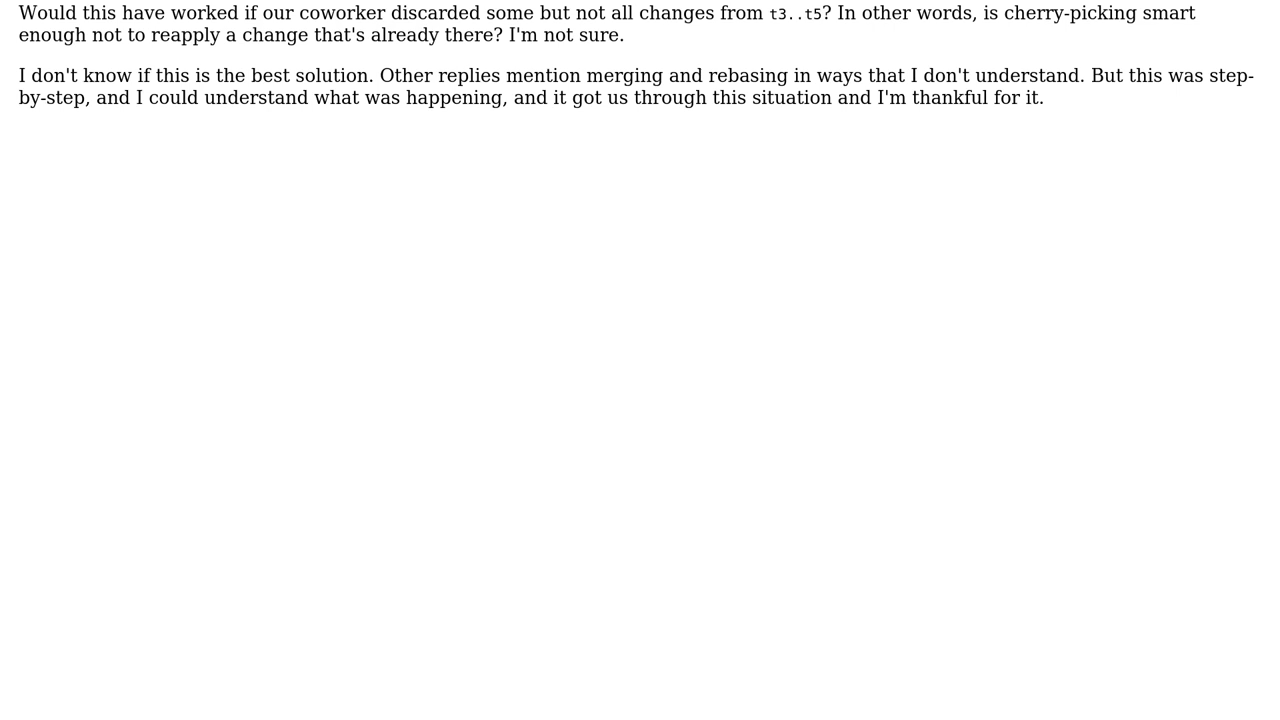 Would this have worked if our coworker discarded some but not all changes from t3..t5? In other words, is cherry-picking smart
enough not to reapply a change that's already there? I'm not sure.
I don't know if this is the best solution. Other replies mention merging and rebasing in ways that I don't understand. But this was step-
by-step, and I could understand what was happening, and it got us through this situation and I'm thankful for it.